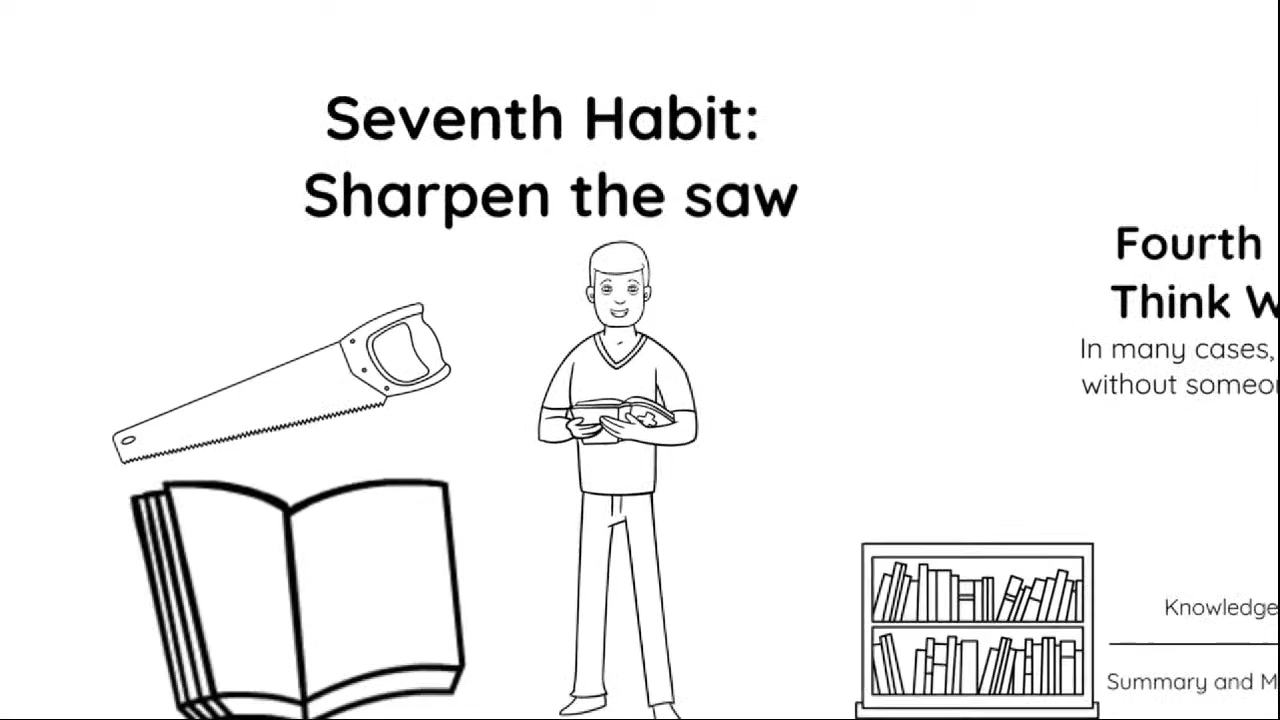 Seventh Habit:
Sharpen the saw
Fourth
Think W
In many cases,
without someo
Knowledge
Summary and M